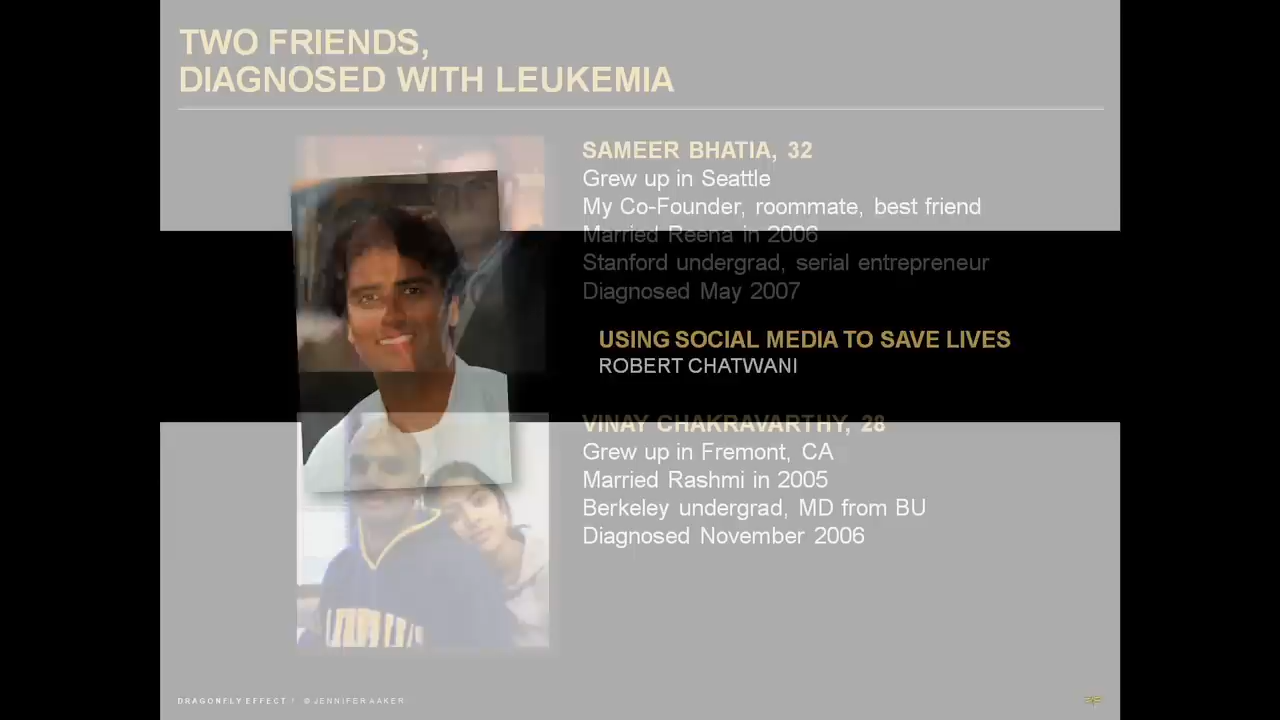 TWO FRIENDS,
DIAGNOSED WITH LEUKEMIA
SAMEER BHATIA, 32
Grew up in Seattle
My Co-Founder, roommate, best friend
Married Reena in 2006
Stanford undergrad, serial entrepreneur
Diagnosed May 2007
USING SOCIAL MEDIA TO SAVE LIVES
ROBERT CHATWANI
VINAY CHAKRAVARTHY, 28
Grew up in Fremont, CA
Married Rashmi in 2005
Berkeley undergrad, MD from BU
Diagnosed November 2006
DRAGONFLY EFFECT / © JENNIFER AAKER